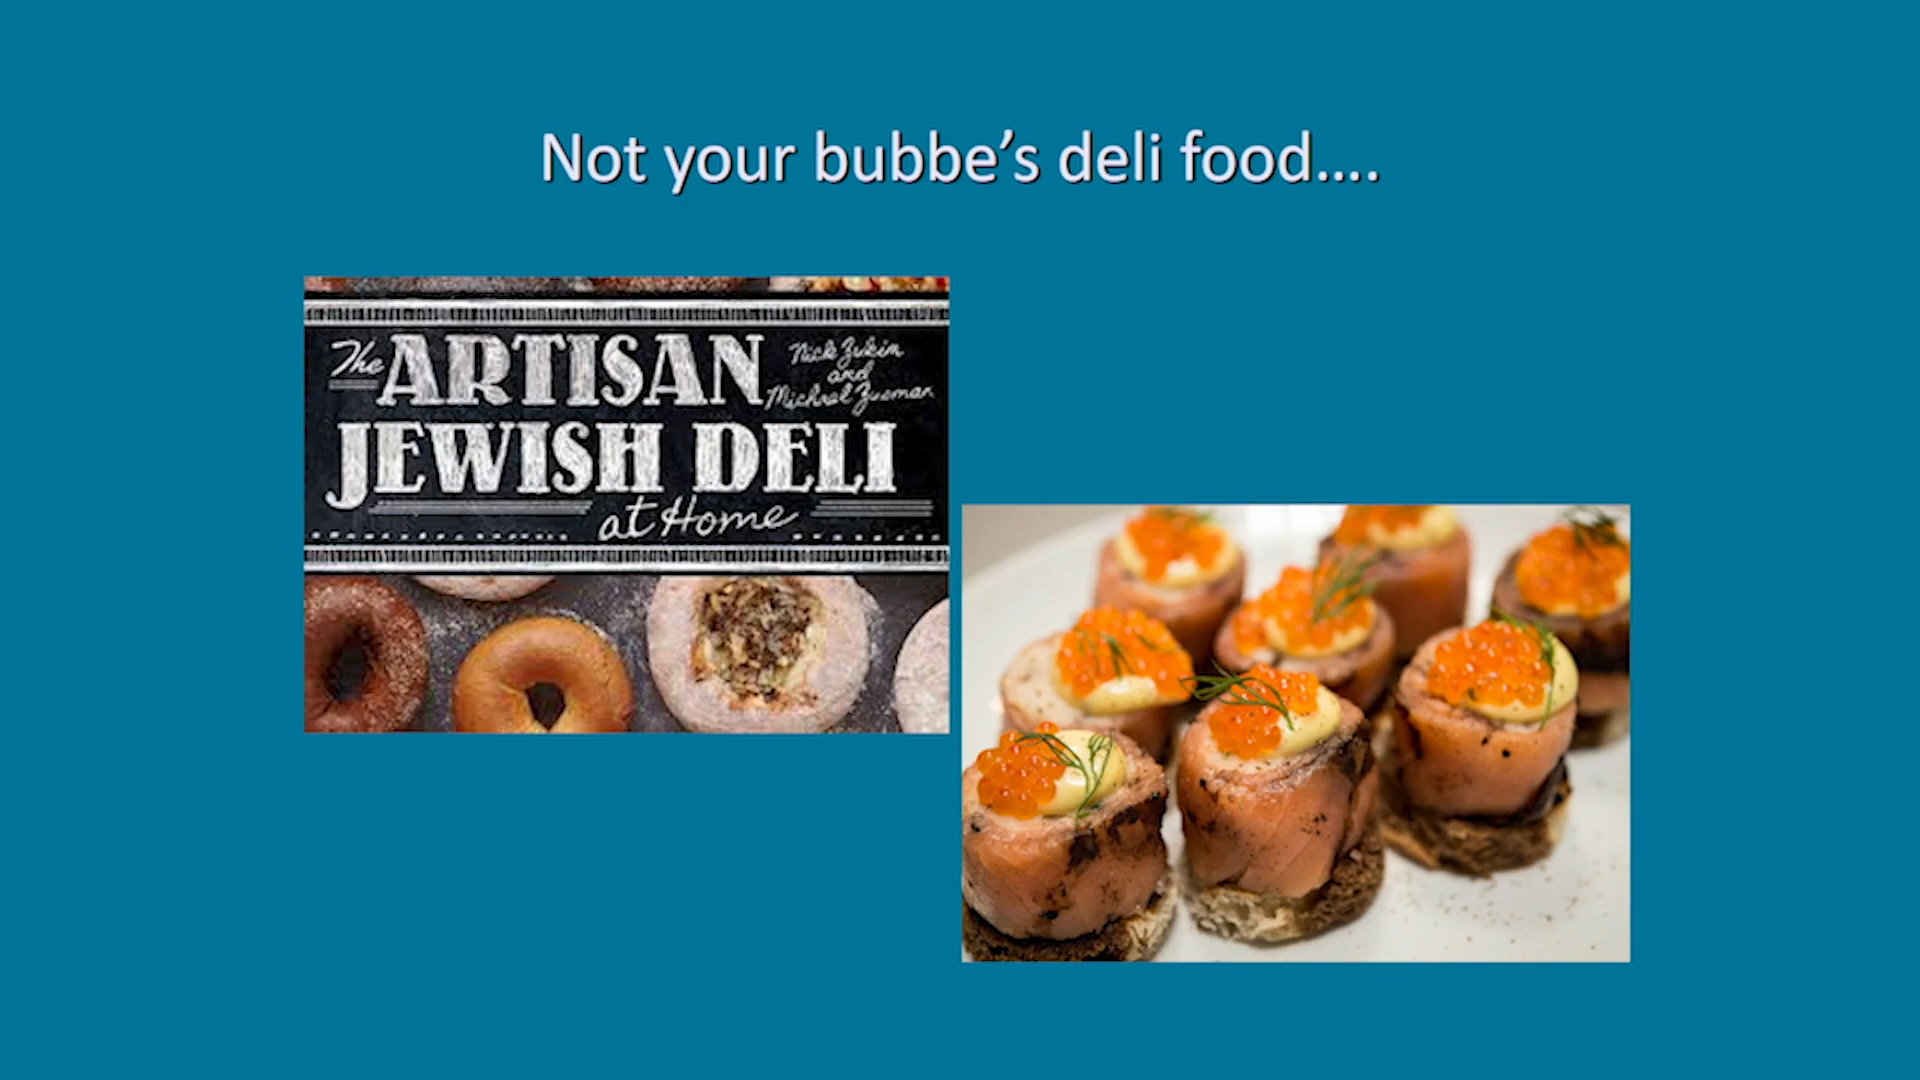 Not your bubbe’s deli food....
The ARTISAN
Nick Zukin
and
Michael Zusman
JEWISH DELI
at Home